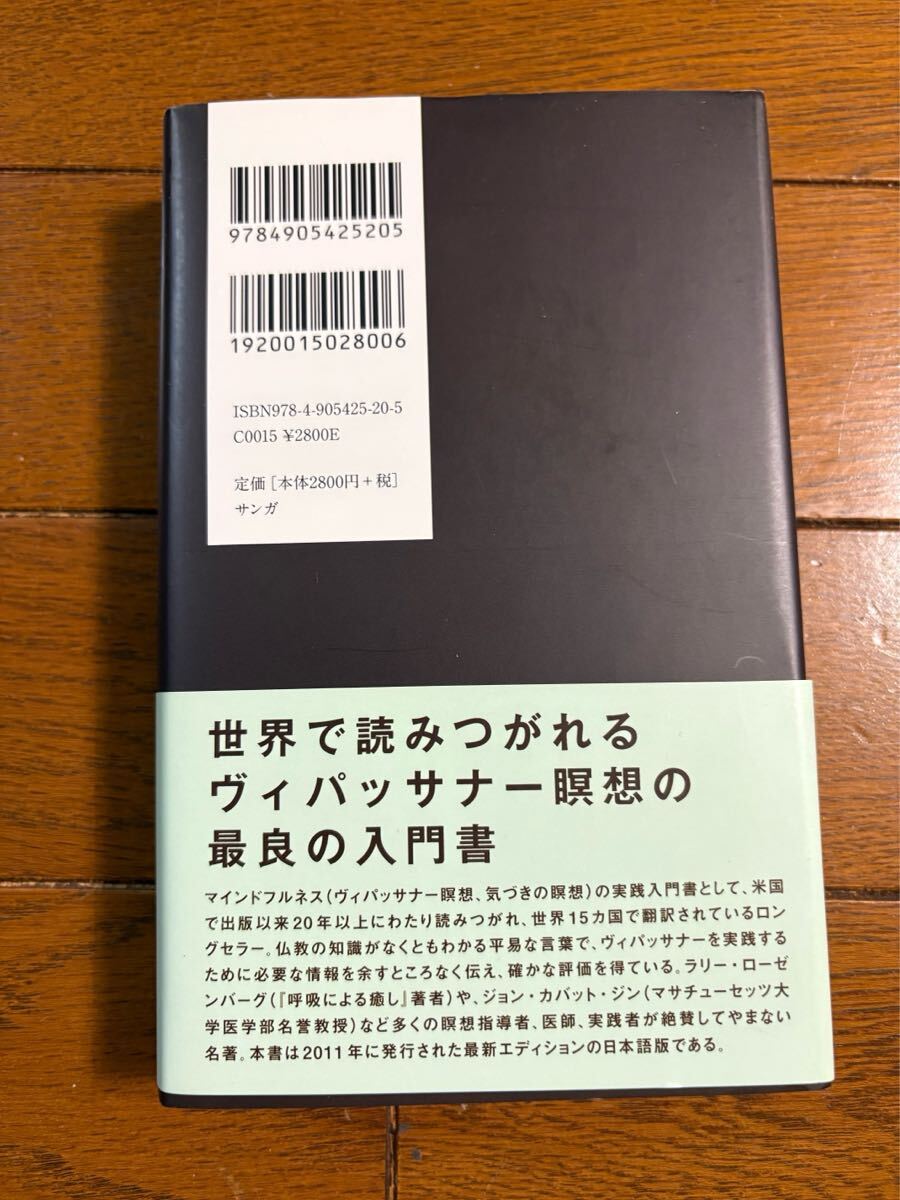 9784905425205
1920015028006
ISBN978-4-905425-20-5
C0015 ¥2800E
定価［本体2800円＋税］
サンガ
世界で読みつがれる
ヴィパッサナー瞑想の
最良の入門書
マインドフルネス（ヴィパッサナー瞑想、気づきの瞑想）の実践入門書として、米国
で出版以来20年以上にわたり読みつがれ、世界15カ国で翻訳されているロン
グセラー。仏教の知識がなくともわかる平易な言葉で、ヴィパッサナーを実践する
ために必要な情報を余すところなく伝え、確かな評価を得ている。ラリー・ローゼ
ンバーグ（『呼吸による癒し』著者）や、ジョン・カバット・ジン（マサチューセッツ大
学医学部名誉教授）など多くの瞑想指導者、医師、実践者が絶賛してやまない
名著。本書は2011年に発行された最新エディションの日本語版である。